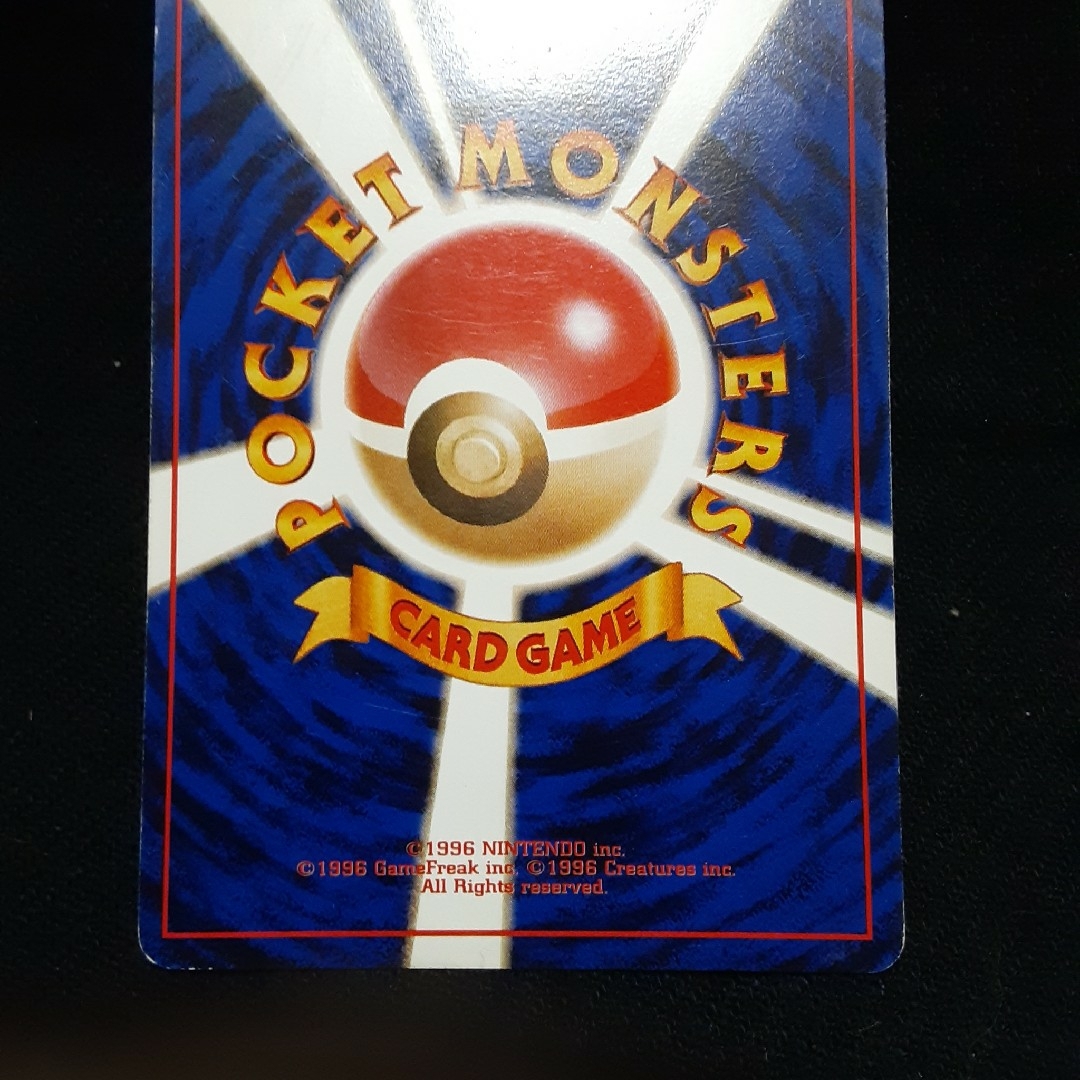 POCKET MONSTERS
CARD GAME
©1996 NINTENDO inc.
©1996 GameFreak inc. ©1996 Creatures inc.
All Rights reserved.